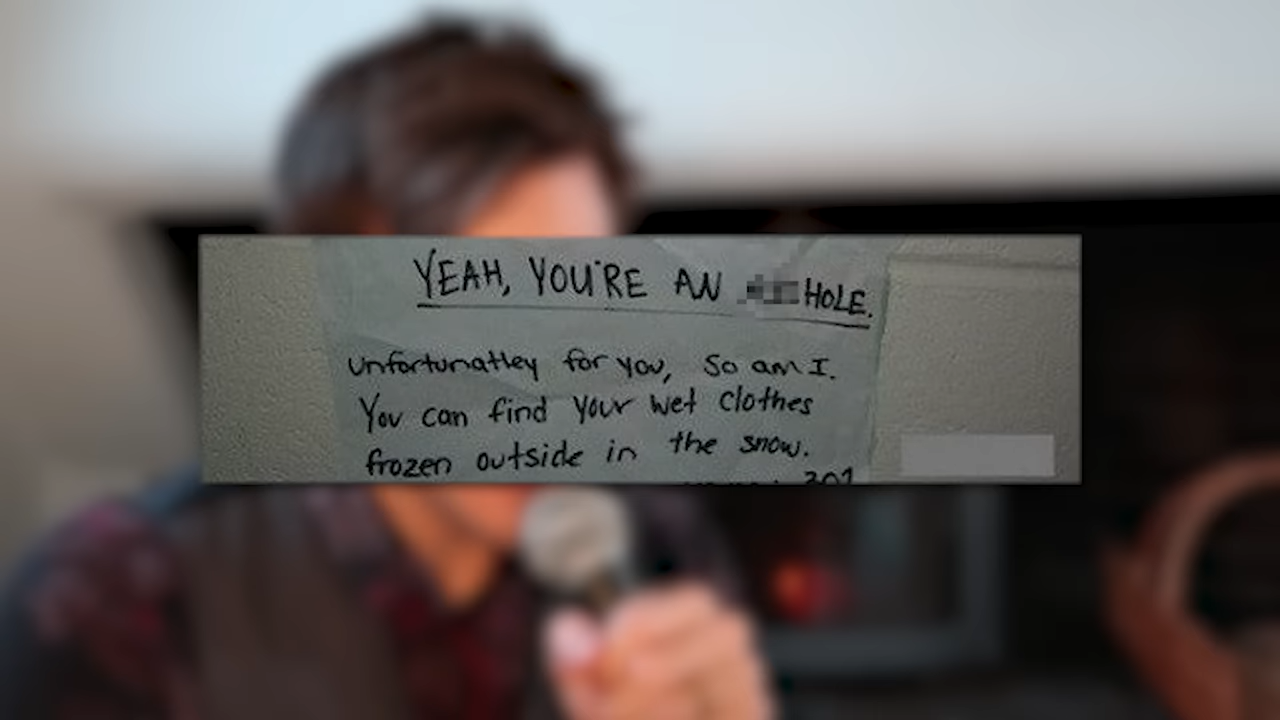 YEAH, YOU'RE AN HOLE.
Unfortunatley for you, so am I.
You can find your wet clothes
frozen outside in the snow.
301